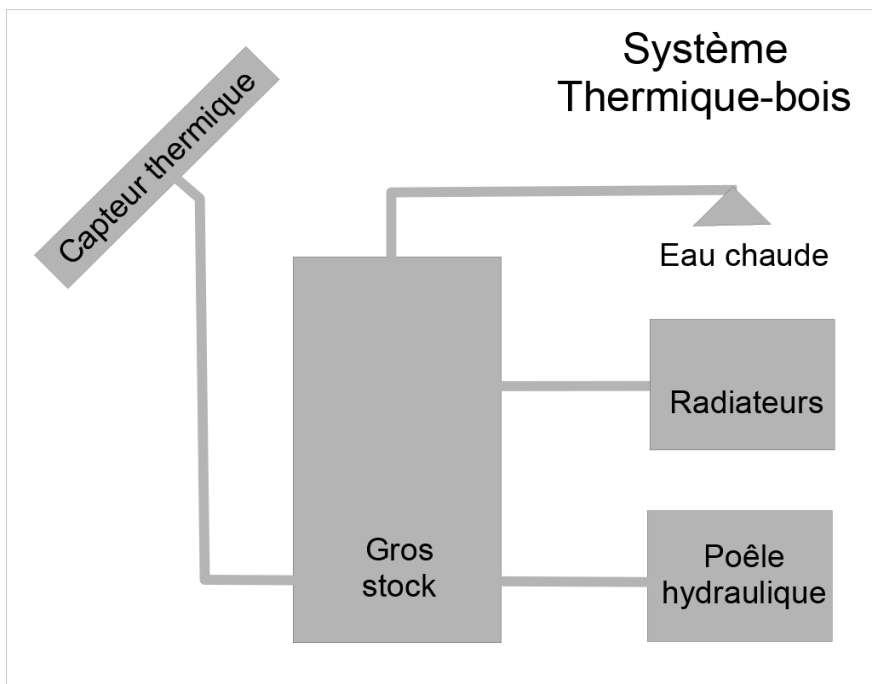 Système
Thermique-bois
Capteur thermique
Eau chaude
Radiateurs
Gros
stock
Poêle
hydraulique